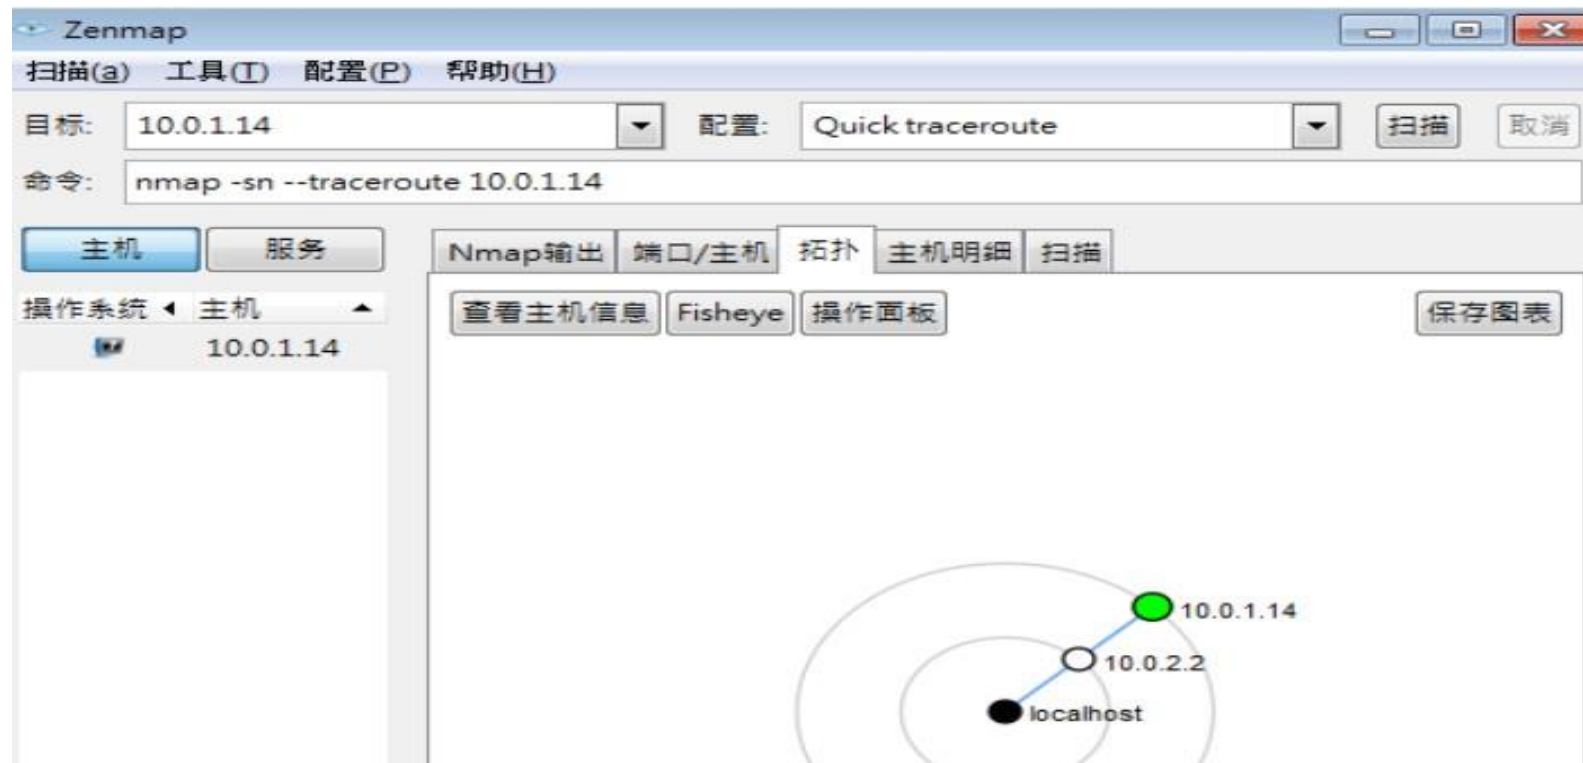 Zenmap
扫描(a) 工具(T) 配置(P) 帮助(H)
目标: 10.0.1.14 配置: Quick traceroute 扫描 取消
命令: nmap -sn --traceroute 10.0.1.14
主机 服务 Nmap输出 端口/主机 拓扑 主机明细 扫描
操作系统 主机 查看主机信息 Fisheye 操作面板 保存图表
10.0.1.14
10.0.1.14
10.0.2.2
localhost